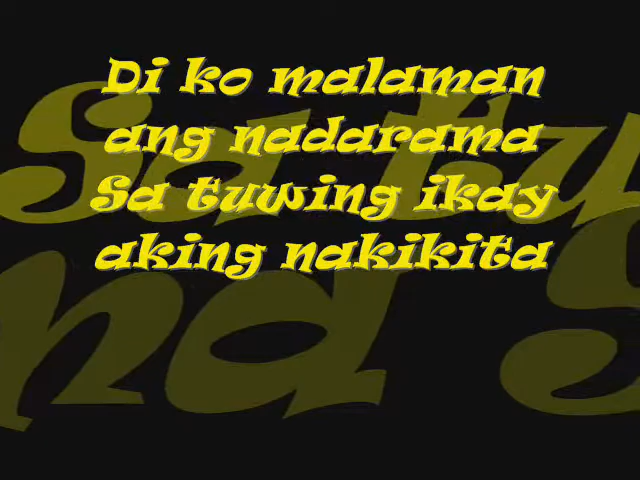 Di ko malaman
ang nadarama
Sa tuwing ikay
aking nakikita